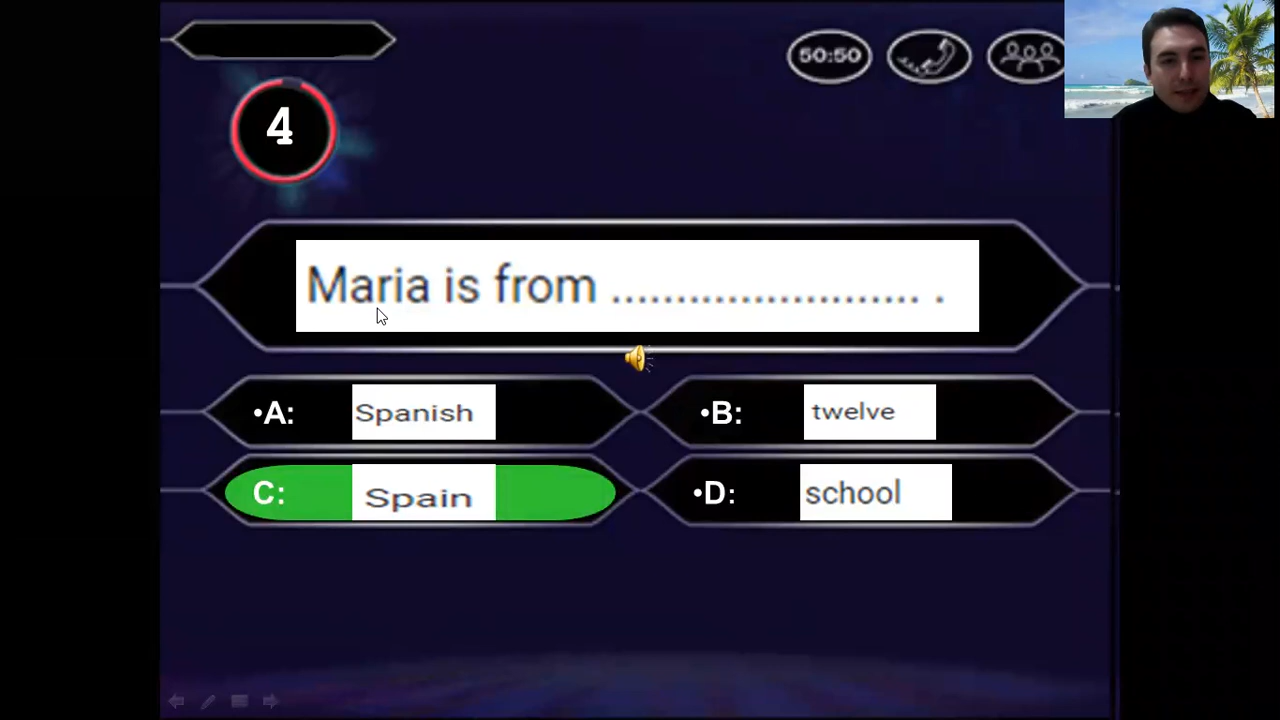 50:50
4
Maria is from ........................ .
•A: Spanish
•B: twelve
C: Spain
•D: school